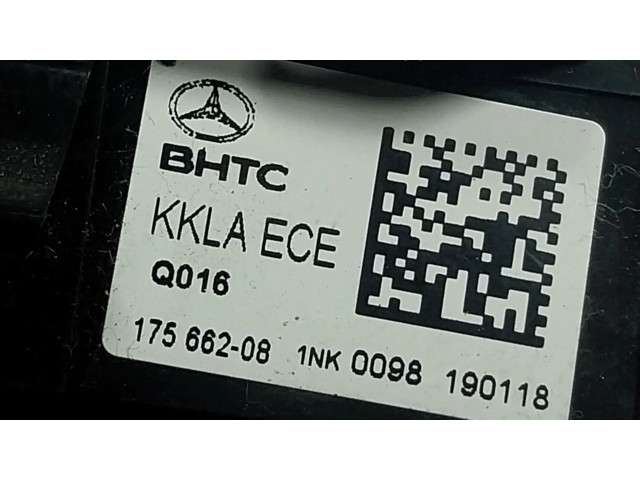 BHTC
KKLA ECE
Q016
175 662-08 1NK 0098 190118